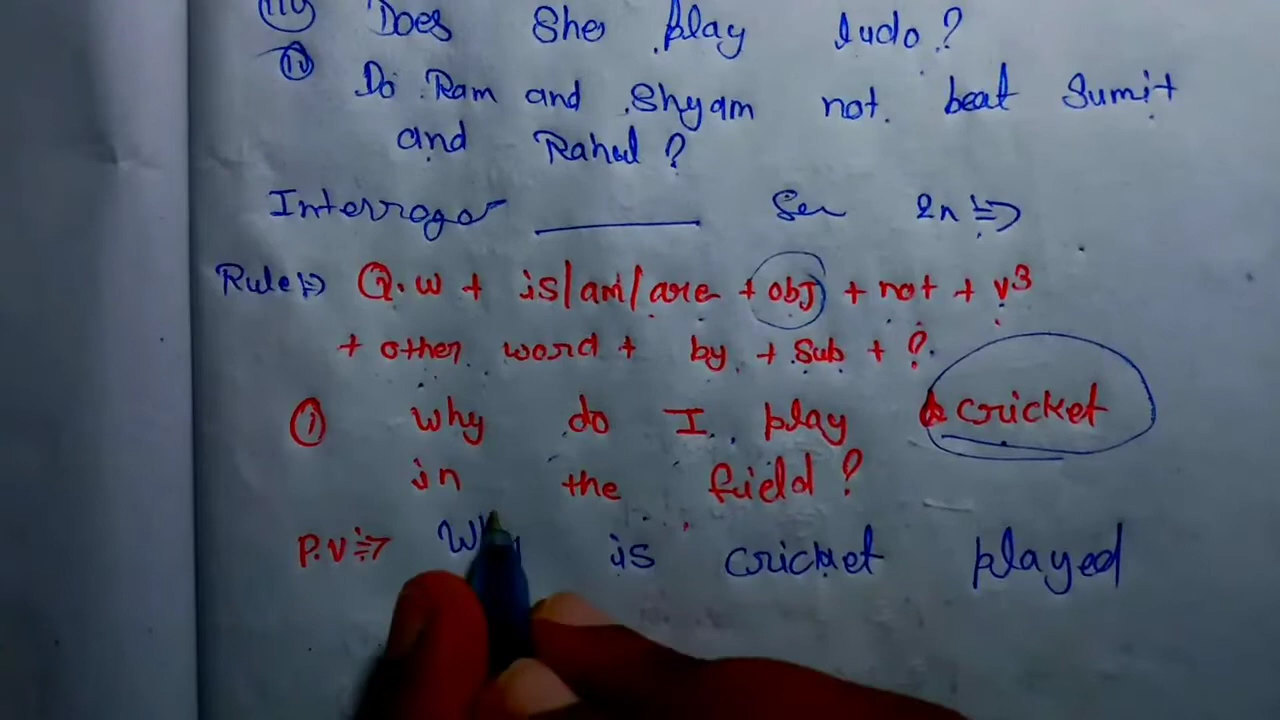 (iii) Does She play ludo?
(iv) Do Ram and Shyam not beat Sumit
and Rahul?
Interrogat Sen 2n ⇒
Rule ⇒ Q.W + is/am/are + obj + not + v³
+ other word + by + Sub + ?
(1) why do I play cricket
in the field?
P.V ⇒ Why is cricket played